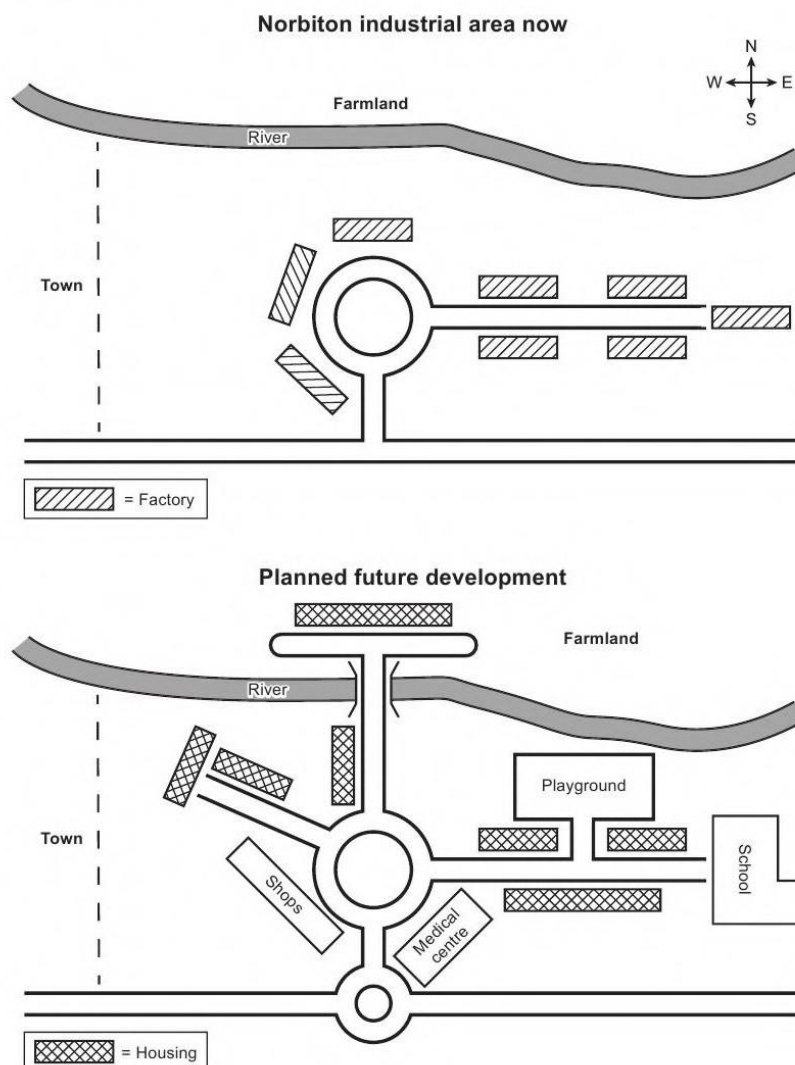 Norbiton industrial area now
N
W E
S
Farmland
River
Town
= Factory
Planned future development
Farmland
River
Playground
Town
School
Shops
Medical
centre
= Housing